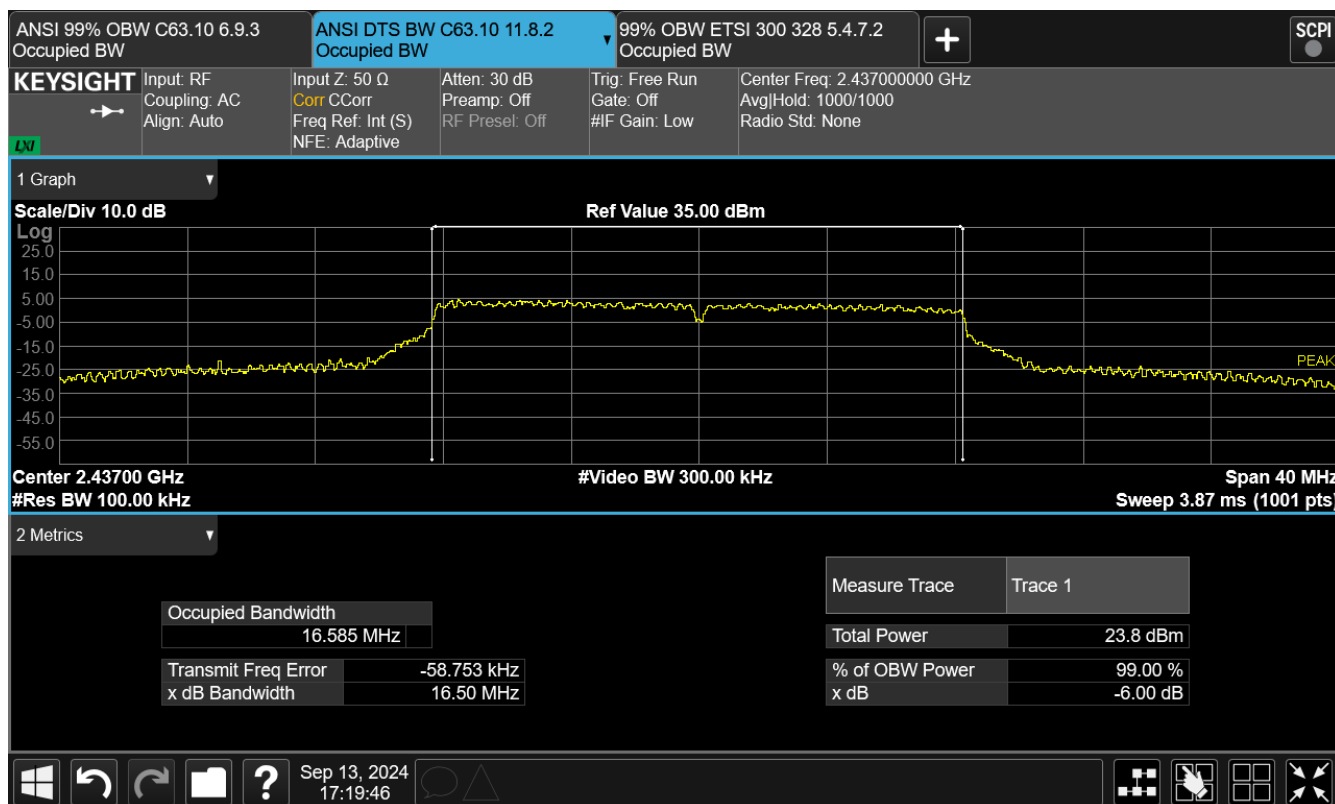 ANSI 99% OBW C63.10 6.9.3
Occupied BW
ANSI DTS BW C63.10 11.8.2
Occupied BW
99% OBW ETSI 300 328 5.4.7.2
Occupied BW
SCPI
KEYSIGHT
LXI
Input: RF
Coupling: AC
Align: Auto
Input Z: 50 Ω
Corr CCorr
Freq Ref: Int (S)
NFE: Adaptive
Atten: 30 dB
Preamp: Off
RF Presel: Off
Trig: Free Run
Gate: Off
#IF Gain: Low
Center Freq: 2.437000000 GHz
Avg|Hold: 1000/1000
Radio Std: None
1 Graph
Scale/Div 10.0 dB
Ref Value 35.00 dBm
Log
25.0
15.0
5.00
-5.00
-15.0
-25.0
-35.0
-45.0
-55.0
PEAK
Center 2.43700 GHz
#Video BW 300.00 kHz
Span 40 MHz
#Res BW 100.00 kHz
Sweep 3.87 ms (1001 pts)
2 Metrics
Measure Trace Trace 1
Occupied Bandwidth
16.585 MHz
Total Power 23.8 dBm
Transmit Freq Error -58.753 kHz
% of OBW Power 99.00 %
x dB Bandwidth 16.50 MHz
x dB -6.00 dB
?
Sep 13, 2024
17:19:46